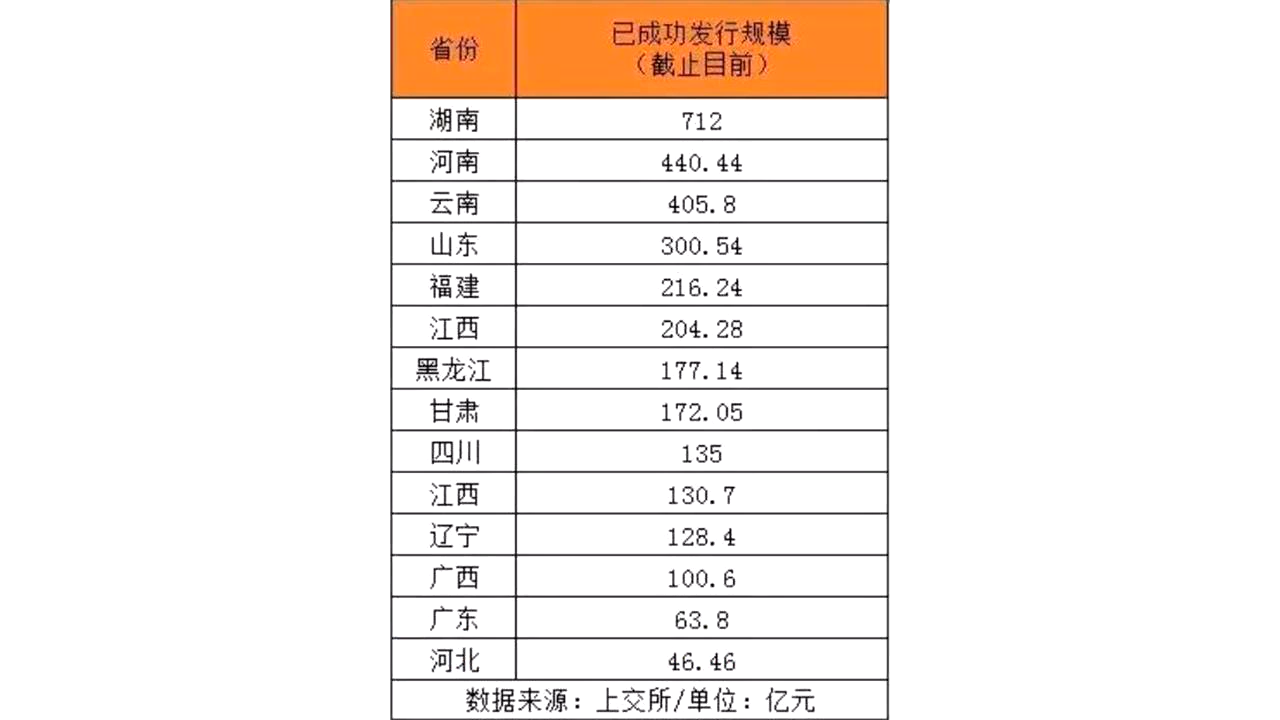 省份 已成功发行规模
(截止目前)
湖南 712
河南 440.44
云南 405.8
山东 300.54
福建 216.24
江西 204.28
黑龙江 177.14
甘肃 172.05
四川 135
江西 130.7
辽宁 128.4
广西 100.6
广东 63.8
河北 46.46
数据来源：上交所/单位：亿元